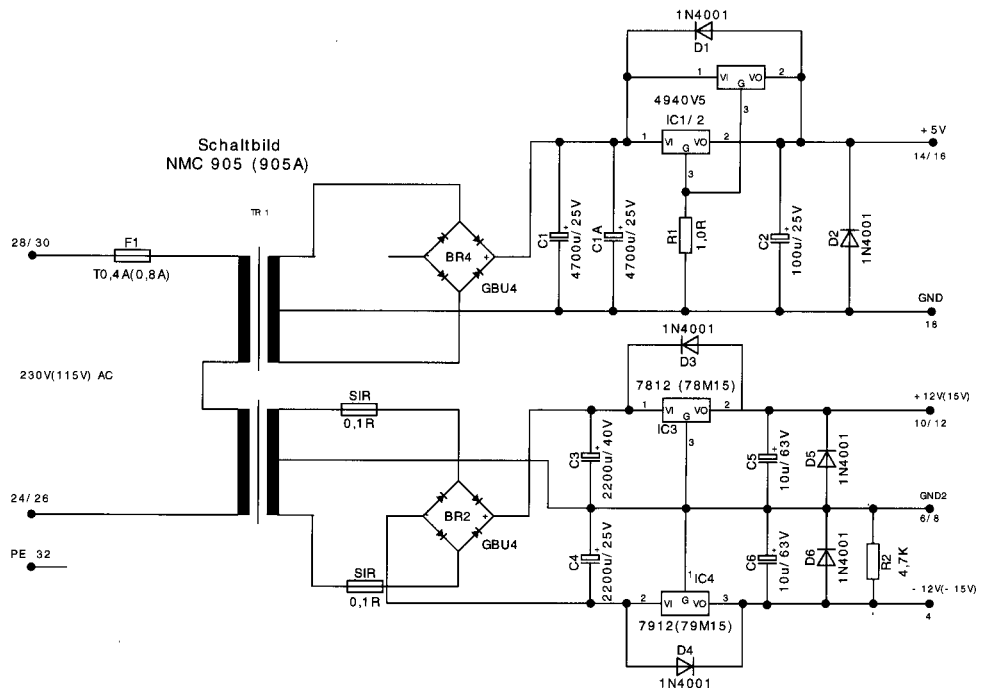 Schaltbild
NMC 905 (905A)
TR 1
28/ 30
F1
T0,4A(0,8A)
230V(115V) AC
24/ 26
PE 32
BR4
- +
GBU4
C1
4700u/ 25V
C1A
4700u/ 25V
1N4001
D1
1 VI VO 2
G
3
4940V5
IC1/ 2
1 VI VO 2
G
3
R1
1,0R
C2
100u/ 25V
D2
1N4001
+ 5V
14/ 16
GND
18
SIR
0,1R
BR2
- +
GBU4
SIR
0,1R
1N4001
D3
7812 (78M15)
1 VI VO 2
G
IC3
3
C3
2200u/ 40V
C4
2200u/ 25V
C5
10u/ 63V
C6
10u/ 63V
D5
1N4001
D6
1N4001
R2
4,7K
+ 12V(15V)
10/ 12
GND2
6/ 8
- 12V(- 15V)
4
1 IC4
2 VI G VO 3
7912(79M15)
D4
1N4001